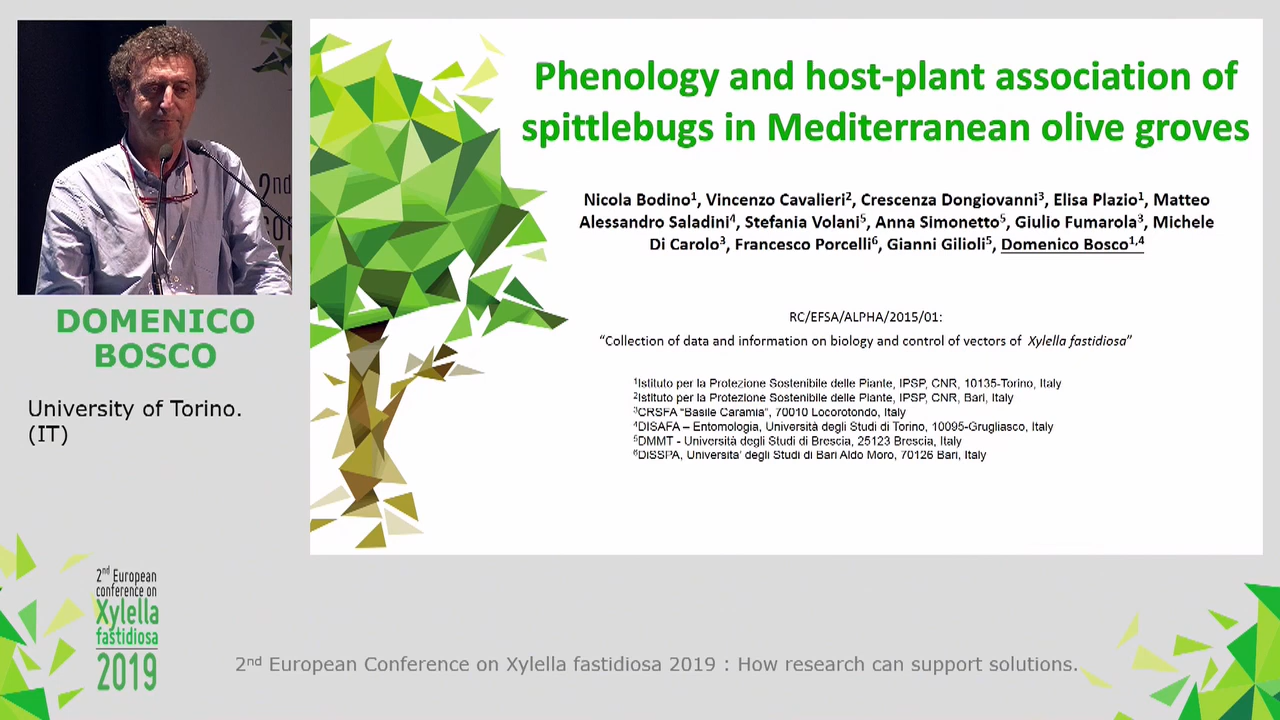 Phenology and host-plant association of
spittlebugs in Mediterranean olive groves
Nicola Bodino¹, Vincenzo Cavalieri², Crescenza Dongiovanni³, Elisa Plazio¹, Matteo
Alessandro Saladini⁴, Stefania Volani⁵, Anna Simonetto⁵, Giulio Fumarola³, Michele
Di Carolo³, Francesco Porcelli⁶, Gianni Gilioli⁵, Domenico Bosco¹,⁴
RC/EFSA/ALPHA/2015/01:
“Collection of data and information on biology and control of vectors of Xylella fastidiosa”
¹Istituto per la Protezione Sostenibile delle Piante, IPSP, CNR, 10135-Torino, Italy
²Istituto per la Protezione Sostenibile delle Piante, IPSP, CNR, Bari, Italy
³CRSFA “Basile Caramia”, 70010 Locorotondo, Italy
⁴DISAFA – Entomologia, Università degli Studi di Torino, 10095-Grugliasco, Italy
⁵DMMT - Università degli Studi di Brescia, 25123 Brescia, Italy
⁶DiSSPA, Universita' degli Studi di Bari Aldo Moro, 70126 Bari, Italy
2nd
DOMENICO
BOSCO
University of Torino.
(IT)
2nd European
conference on
Xylella
fastidiosa
2019
2nd European Conference on Xylella fastidiosa 2019 : How research can support solutions.